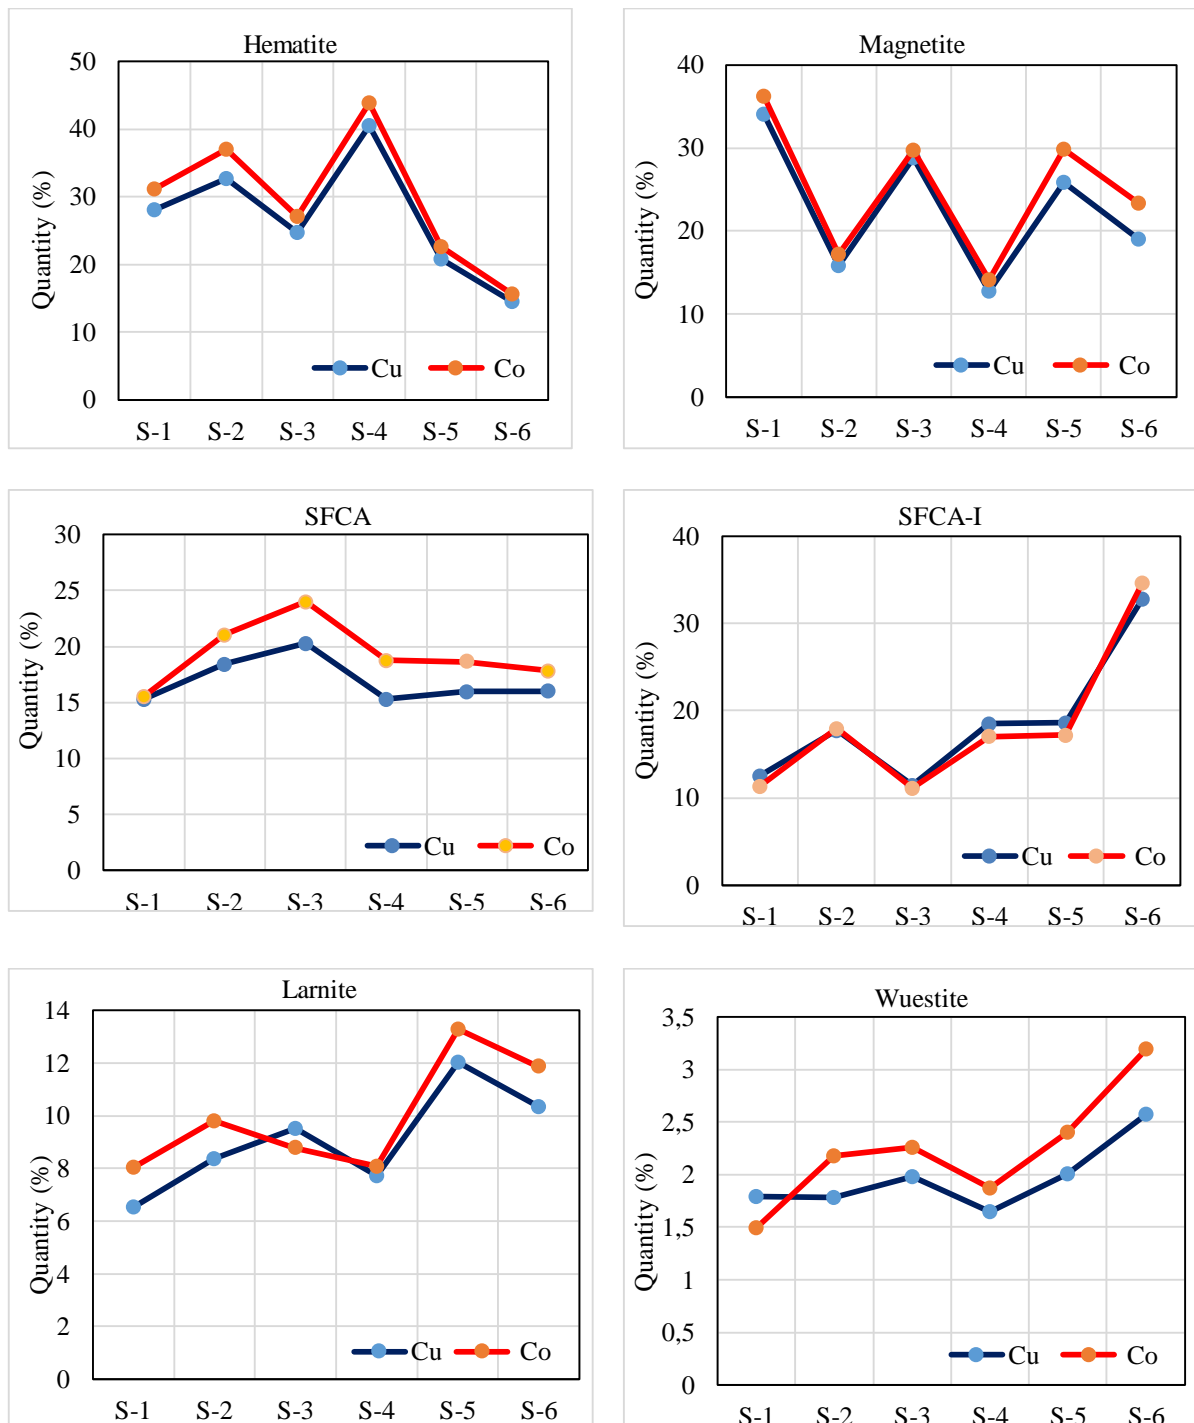 Hematite
50
40
30
20
10
0
Quantity (%)
Cu
Co
S-1 S-2 S-3 S-4 S-5 S-6
Magnetite
40
30
20
10
0
Quantity (%)
Cu
Co
S-1 S-2 S-3 S-4 S-5 S-6
SFCA
30
25
20
15
10
5
0
Quantity (%)
Cu
Co
S-1 S-2 S-3 S-4 S-5 S-6
SFCA-I
40
30
20
10
0
Quantity (%)
Cu
Co
S-1 S-2 S-3 S-4 S-5 S-6
Larnite
14
12
10
8
6
4
2
0
Quantity (%)
Cu
Co
S-1 S-2 S-3 S-4 S-5 S-6
Wuestite
3,5
3
2,5
2
1,5
1
0,5
0
Quantity (%)
Cu
Co
S-1 S-2 S-3 S-4 S-5 S-6